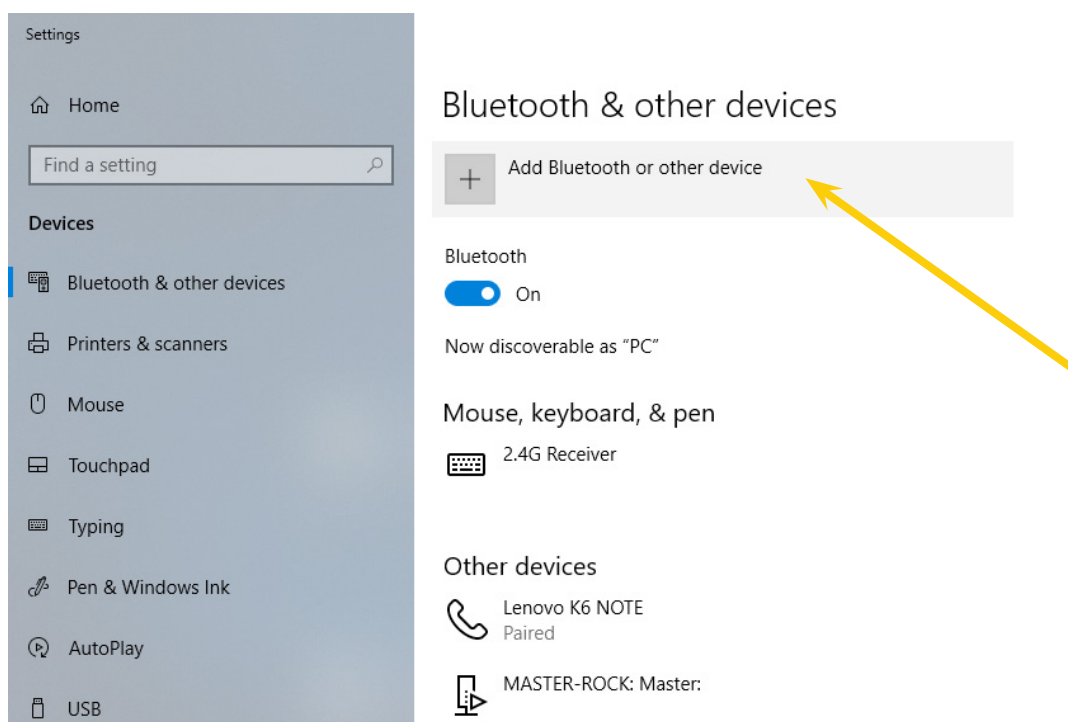 Settings
Home
Find a setting
Devices
Bluetooth & other devices
Printers & scanners
Mouse
Touchpad
Typing
Pen & Windows Ink
AutoPlay
USB
Bluetooth & other devices
Add Bluetooth or other device
Bluetooth
On
Now discoverable as “PC”
Mouse, keyboard, & pen
2.4G Receiver
Other devices
Lenovo K6 NOTE
Paired
MASTER-ROCK: Master: